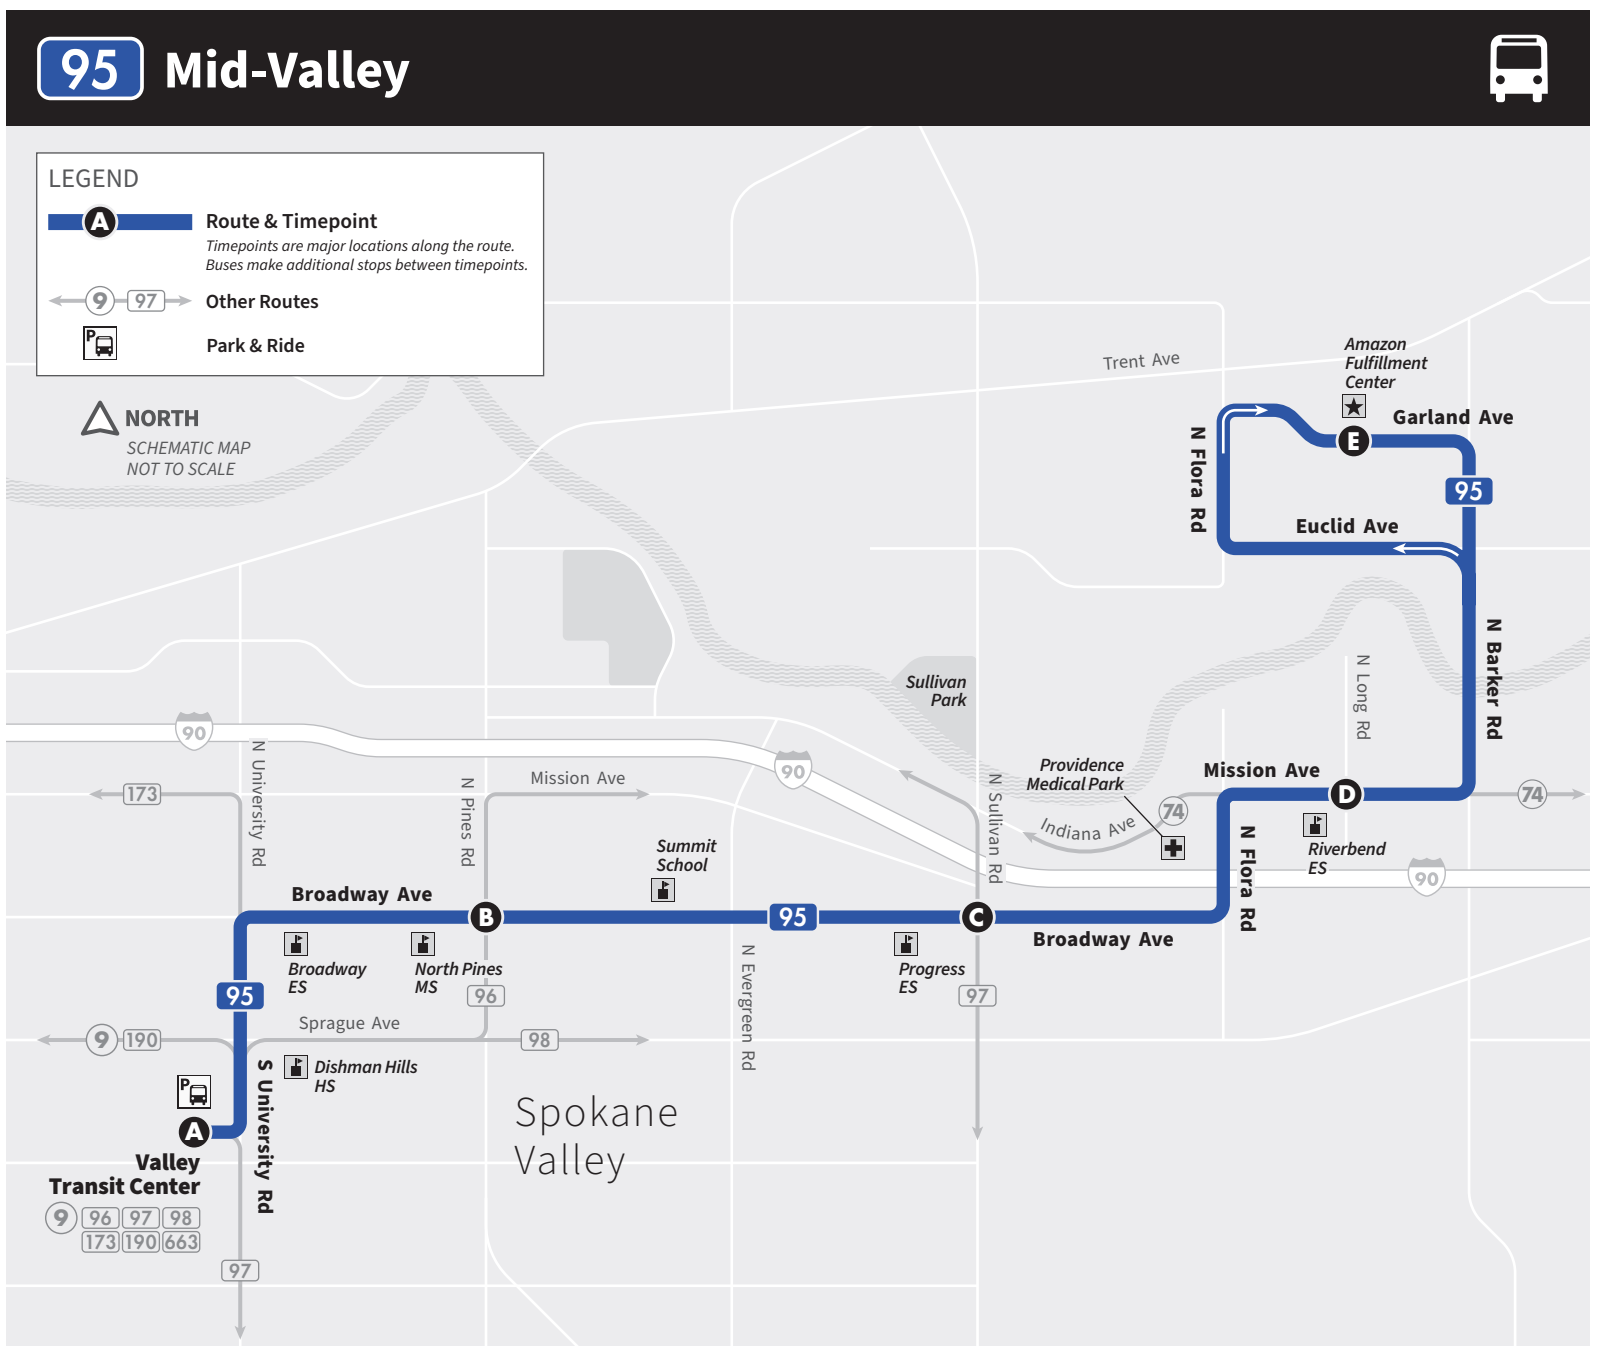 95 Mid-Valley
LEGEND
A Route & Timepoint
Timepoints are major locations along the route.
Buses make additional stops between timepoints.
9 97 Other Routes
P Park & Ride
NORTH
SCHEMATIC MAP
NOT TO SCALE
Trent Ave
Amazon
Fulfillment
Center
Garland Ave
E
N Flora Rd
95
Euclid Ave
N Barker Rd
N Long Rd
Sullivan
Park
90
N University Rd
90
Mission Ave
N Pines Rd
173
N Sullivan Rd
Providence
Medical Park
Mission Ave
D
74
74
Indiana Ave
Riverbend
ES
N Flora Rd
90
Summit
School
Broadway Ave
B
95
C
Broadway Ave
Broadway
ES
North Pines
MS
96
N Evergreen Rd
Progress
ES
97
95
Sprague Ave
9 190
98
Dishman Hills
HS
P
S University Rd
A
Valley
Transit Center
9 96 97 98
173 190 663
97
Spokane
Valley